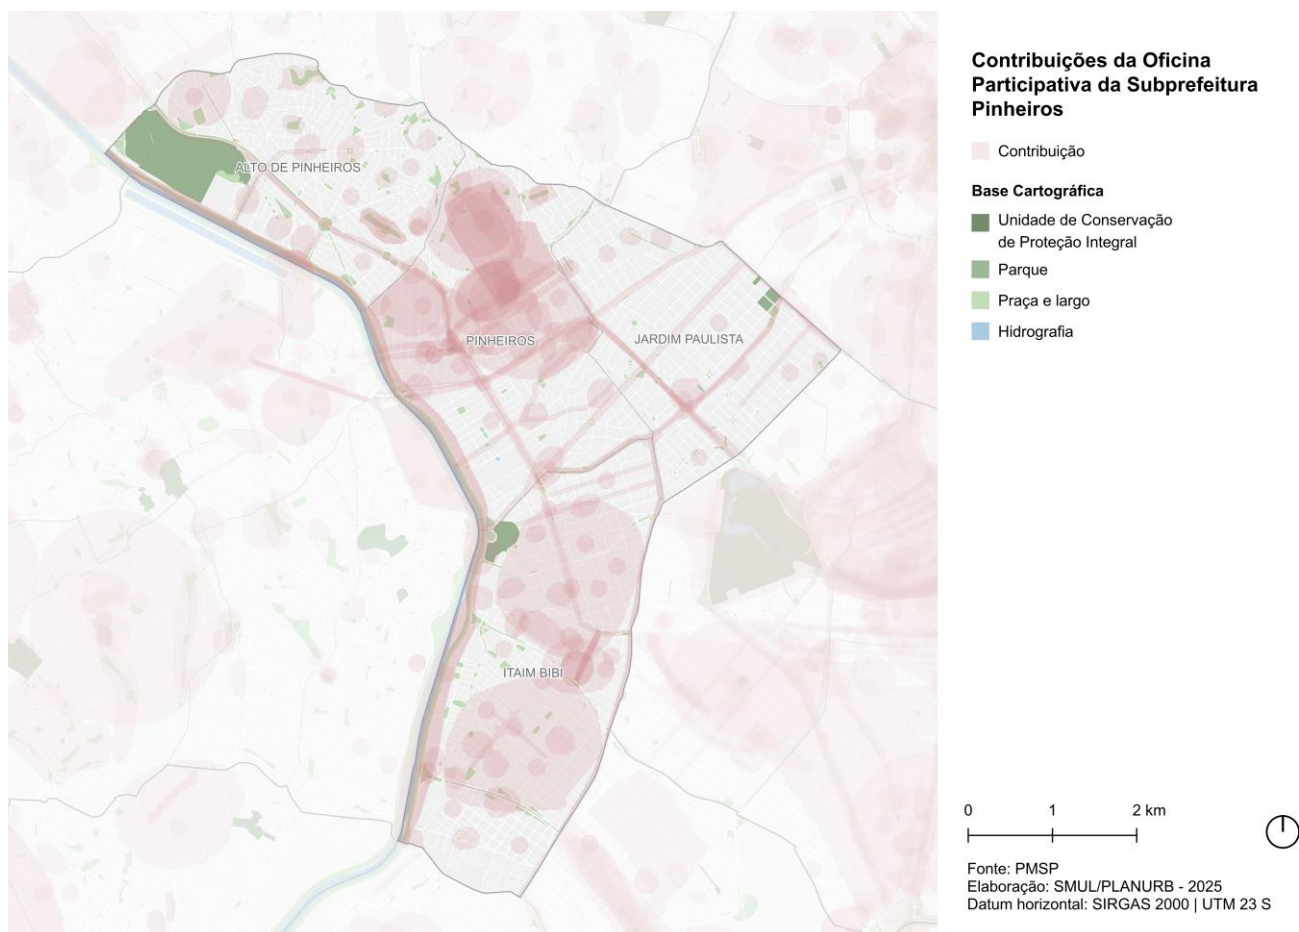 Contribuições da Oficina
Participativa da Subprefeitura
Pinheiros
Contribuição
Base Cartográfica
Unidade de Conservação
de Proteção Integral
Parque
Praça e largo
Hidrografia
ALTO DE PINHEIROS
PINHEIROS
JARDIM PAULISTA
ITAIM BIBI
0 1 2 km
Fonte: PMSP
Elaboração: SMUL/PLANURB - 2025
Datum horizontal: SIRGAS 2000 | UTM 23 S